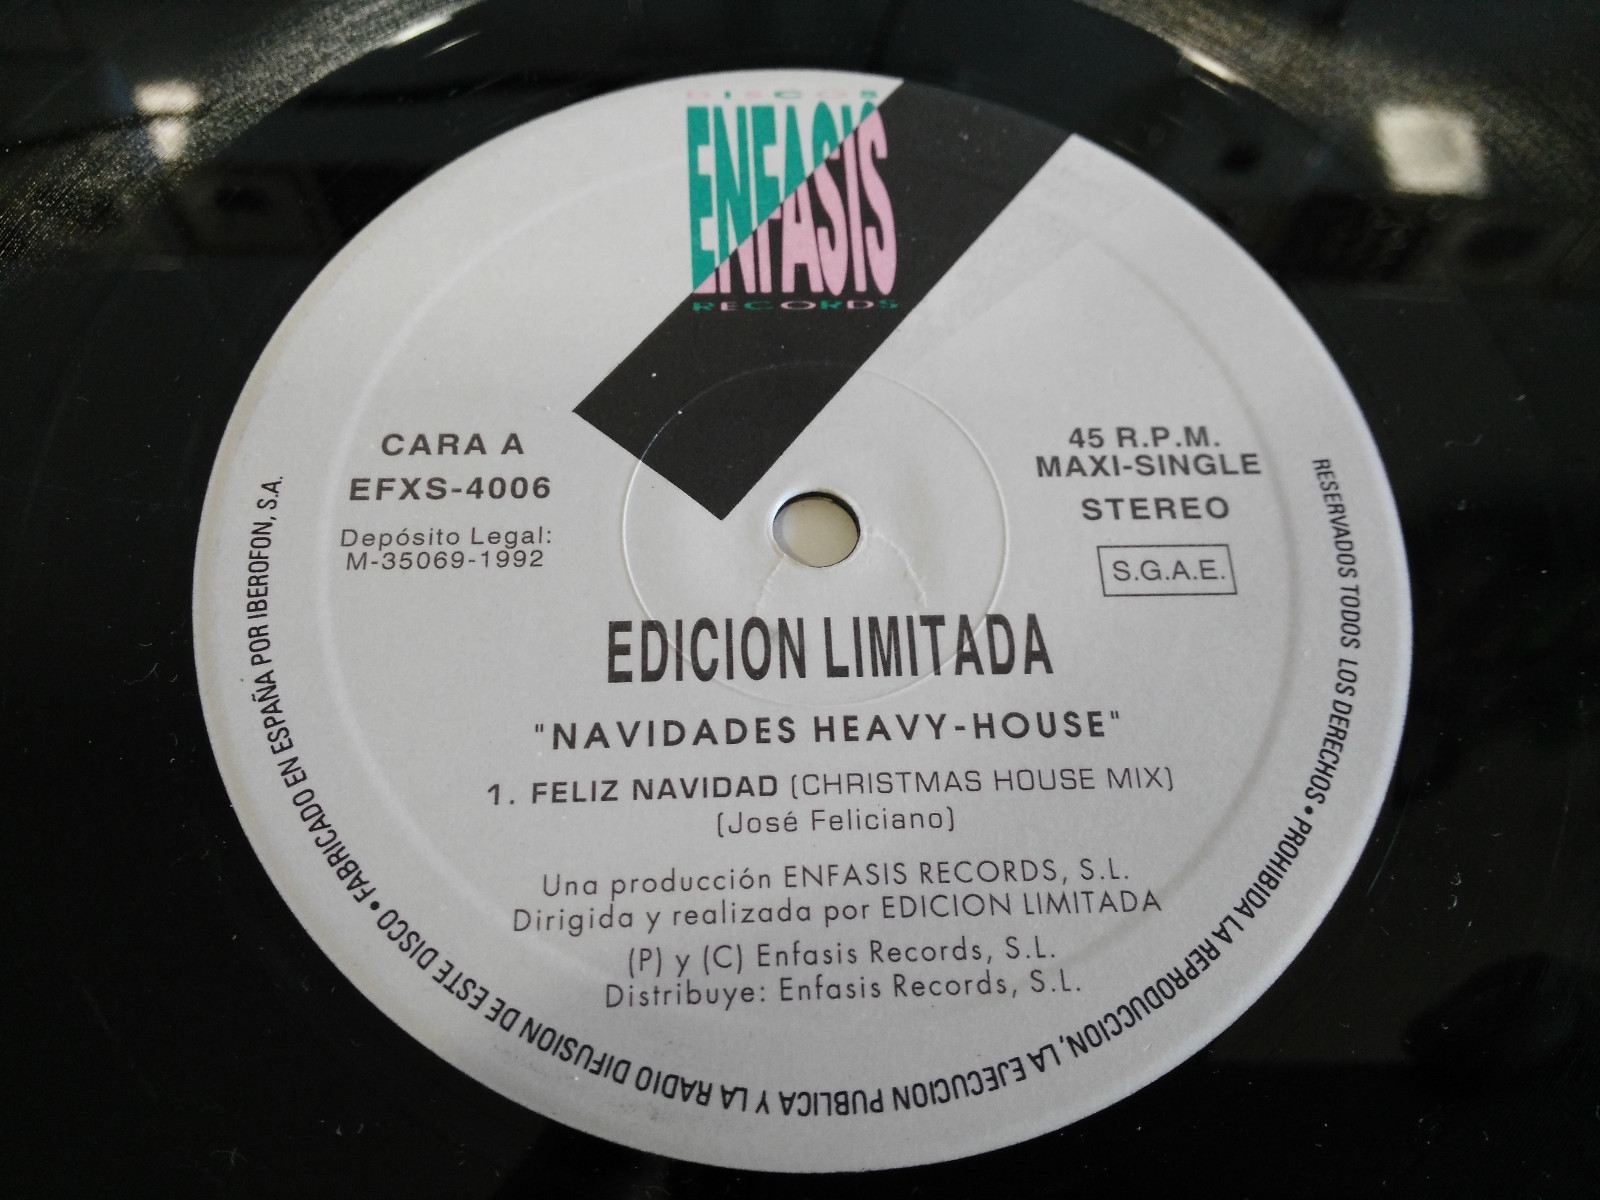 DISCOS
ENFASIS
RECORDS
CARA A
EFXS-4006
Depósito Legal:
M-35069-1992
45 R.P.M.
MAXI-SINGLE
STEREO
S.G.A.E.
EDICION LIMITADA
"NAVIDADES HEAVY-HOUSE"
1. FELIZ NAVIDAD (CHRISTMAS HOUSE MIX)
(José Feliciano)
Una producción ENFASIS RECORDS, S.L.
Dirigida y realizada por EDICION LIMITADA
(P) y (C) Enfasis Records, S.L.
Distribuye: Enfasis Records, S.L.
RESERVADOS TODOS LOS DERECHOS • PROHIBIDA LA REPRODUCCION, LA EJECUCION PUBLICA Y LA RADIO DIFUSION DE ESTE DISCO • FABRICADO EN ESPAÑA POR IBEROFON, S.A.